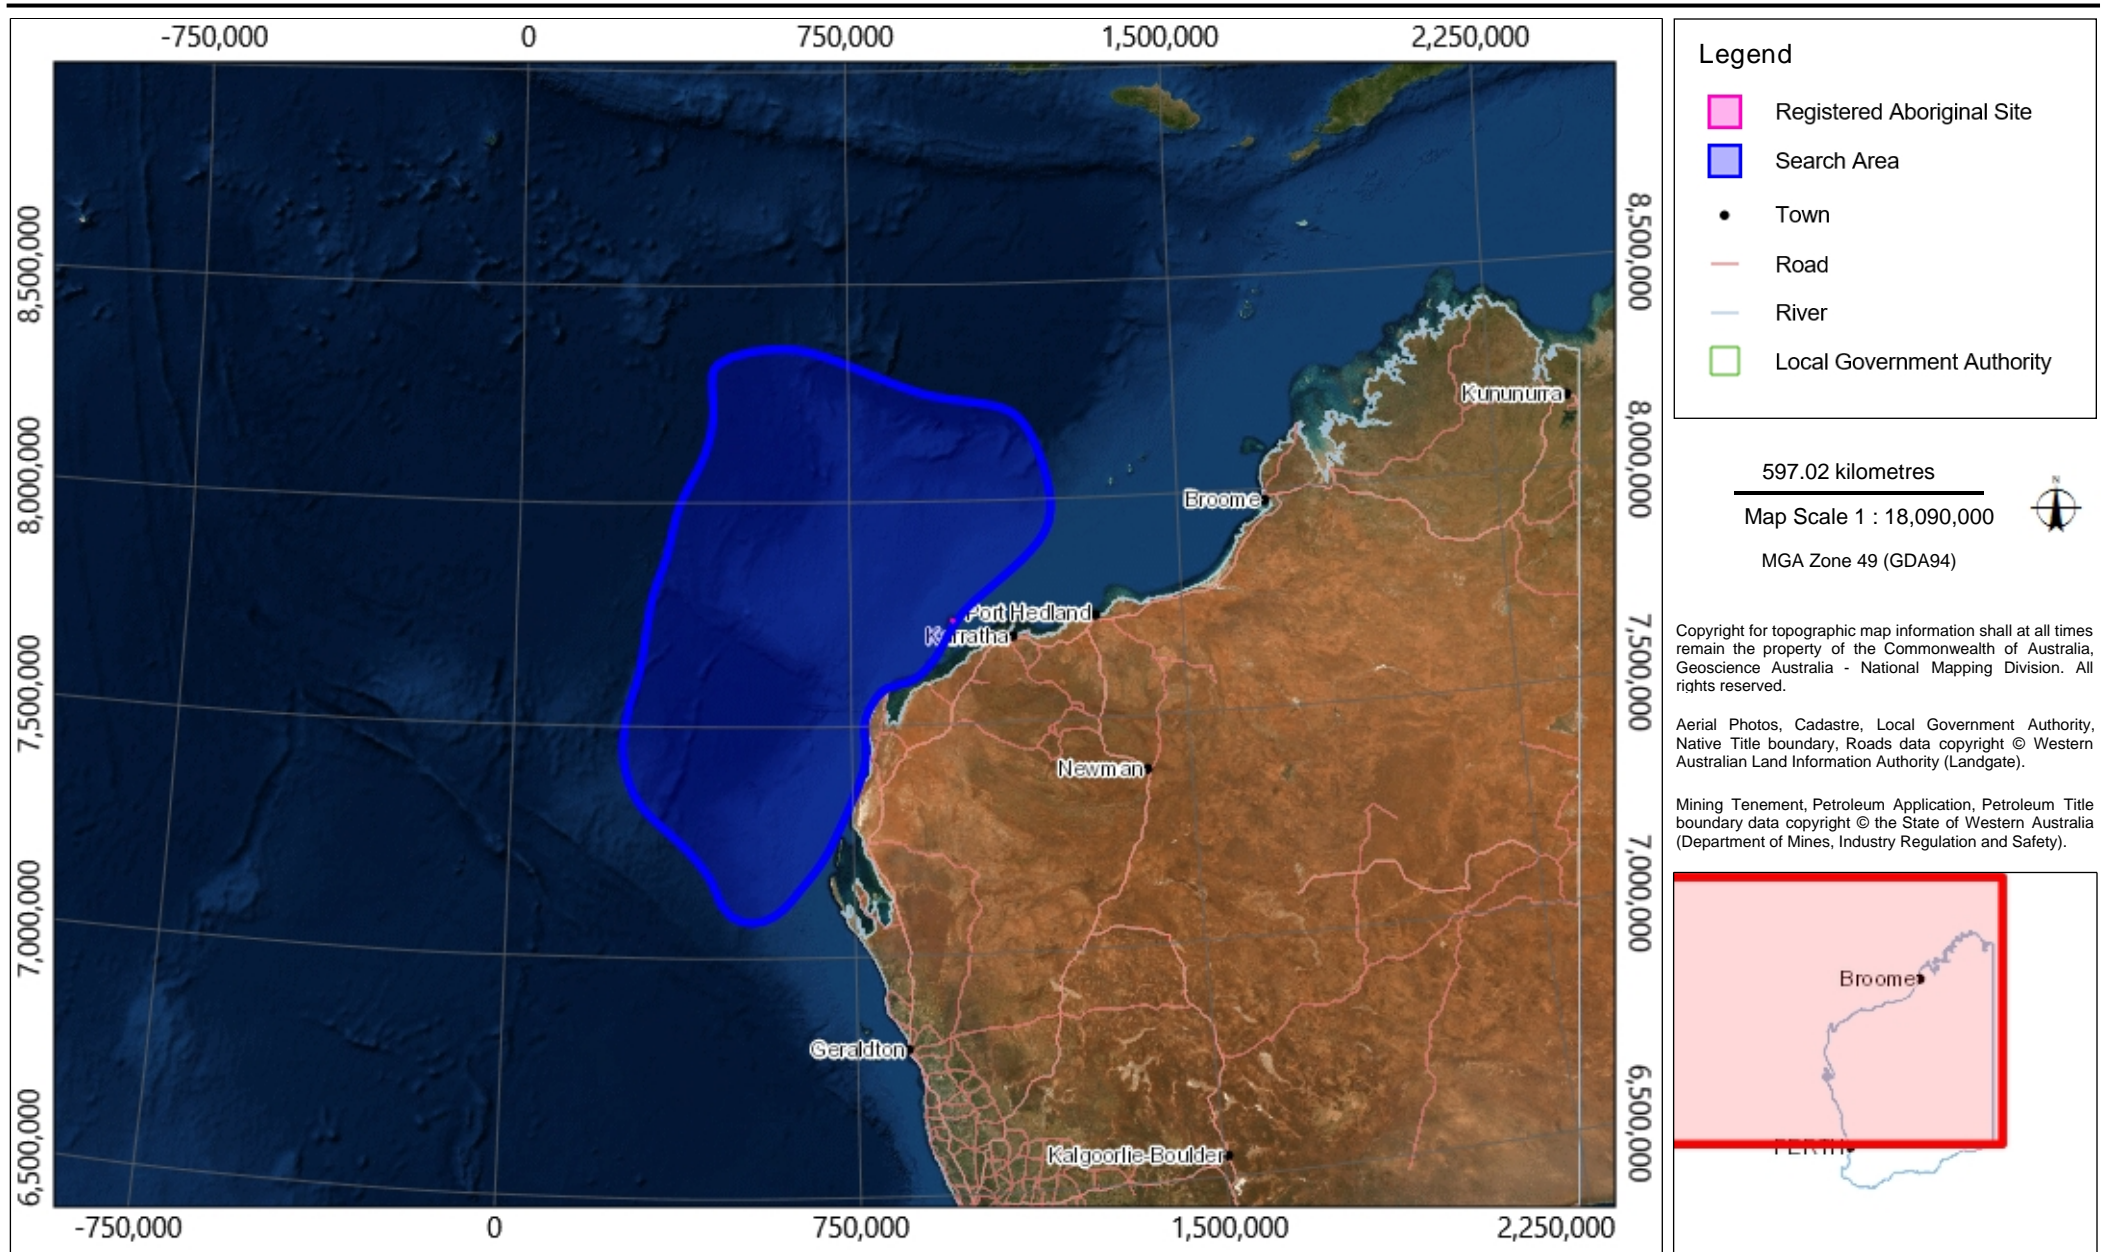 -750,000
0
750,000
1,500,000
2,250,000
8,500,000
8,000,000
7,500,000
7,000,000
6,500,000
Kununurra
Broome
Port Hedland
Karratha
Newman
Geraldton
Kalgoorlie-Boulder
8,500,000
8,000,000
7,500,000
7,000,000
6,500,000
-750,000
0
750,000
1,500,000
2,250,000
Legend
Registered Aboriginal Site
Search Area
Town
Road
River
Local Government Authority
597.02 kilometres
N
Map Scale 1 : 18,090,000
MGA Zone 49 (GDA94)
Copyright for topographic map information shall at all times
remain the property of the Commonwealth of Australia,
Geoscience Australia - National Mapping Division. All
rights reserved.
Aerial Photos, Cadastre, Local Government Authority,
Native Title boundary, Roads data copyright © Western
Australian Land Information Authority (Landgate).
Mining Tenement, Petroleum Application, Petroleum Title
boundary data copyright © the State of Western Australia
(Department of Mines, Industry Regulation and Safety).
Broome
PERTH